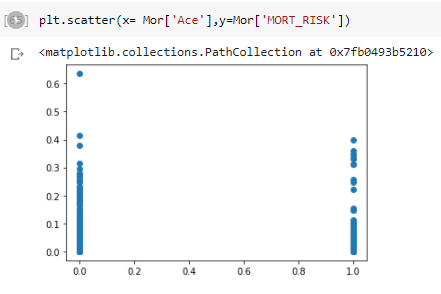 plt.scatter(x= Mor['Ace'],y=Mor['MORT_RISK'])
<matplotlib.collections.PathCollection at 0x7fb0493b5210>
0.6
0.5
0.4
0.3
0.2
0.1
0.0
0.0 0.2 0.4 0.6 0.8 1.0